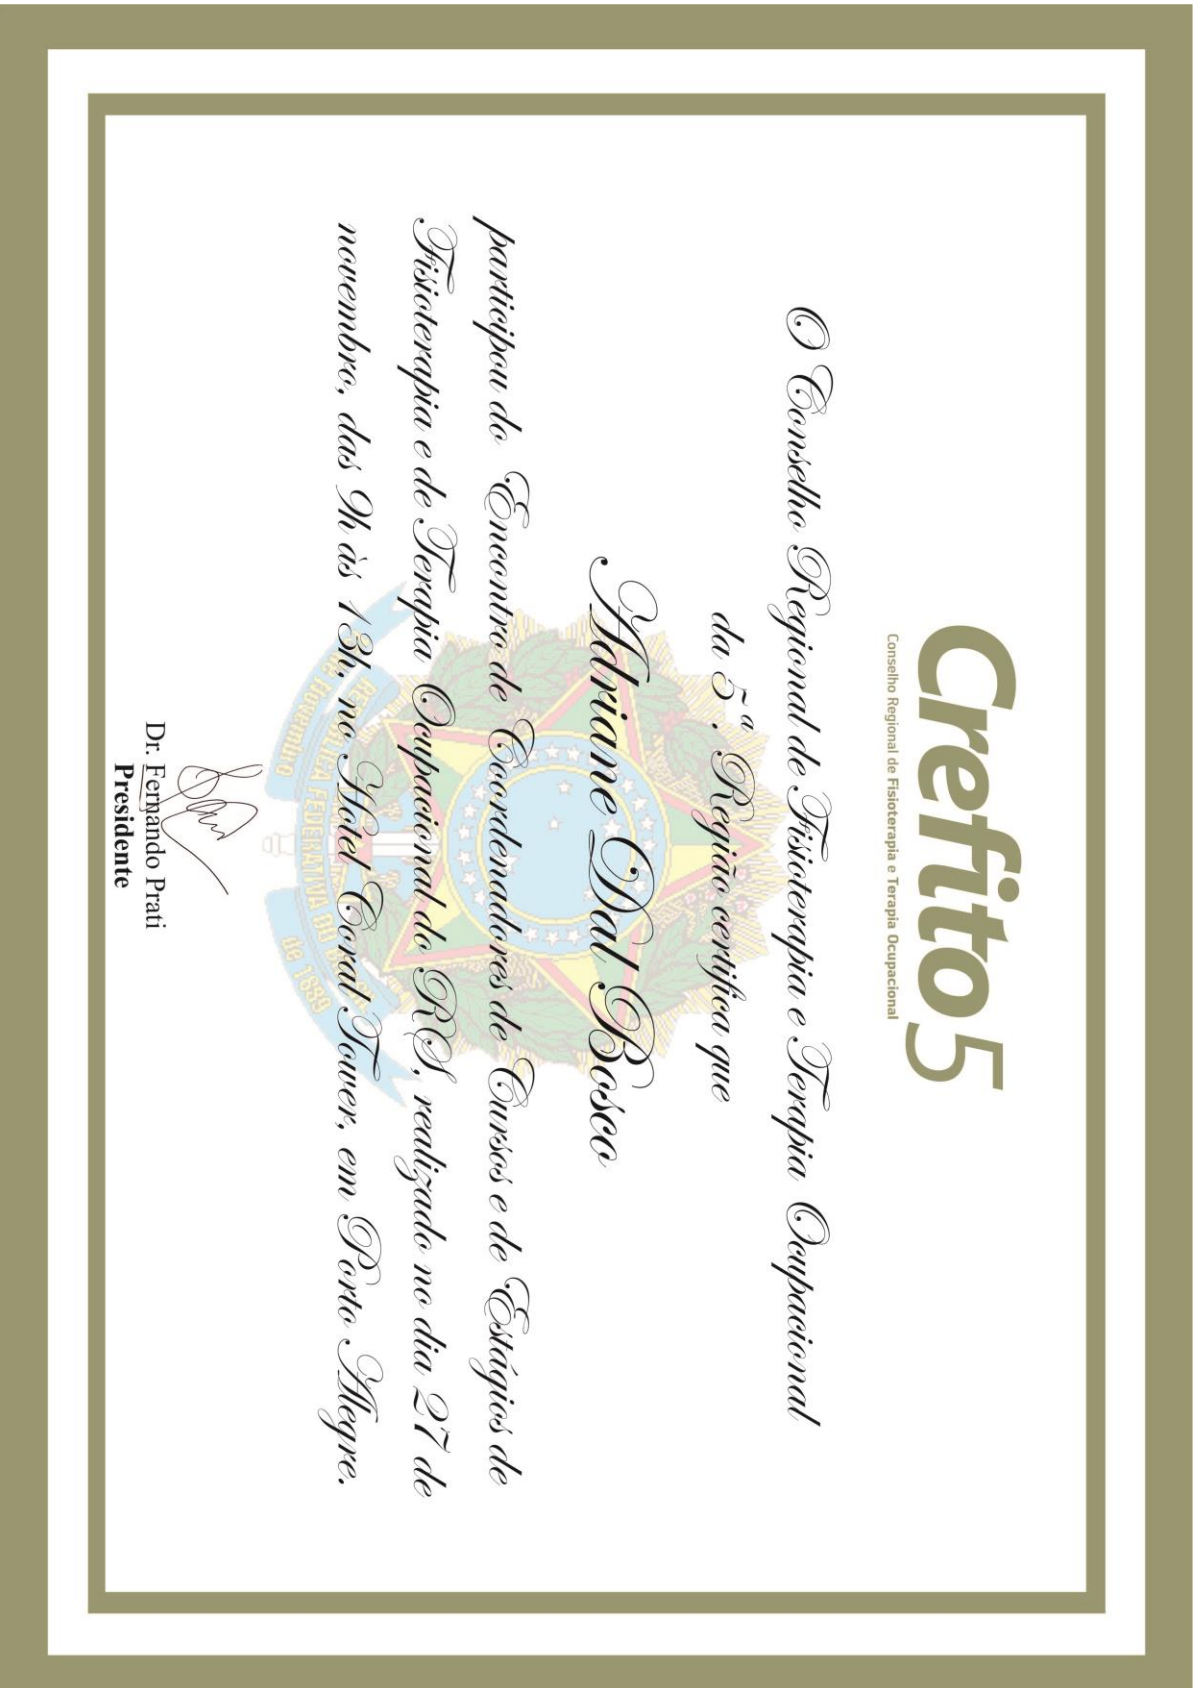 Crefito5
Conselho Regional de Fisioterapia e Terapia Ocupacional
O Conselho Regional de Fisioterapia e Terapia Ocupacional
da 5ª. Região certifica que
Adriane Dal Bosco
participou do Encontro de Coordenadores de Cursos e de Estágios de
Fisioterapia e de Terapia Ocupacional do RS, realizado no dia 27 de
novembro, das 9h às 13h, no Hotel Coral Tower, em Porto Alegre.
Dr. Fernando Prati
Presidente